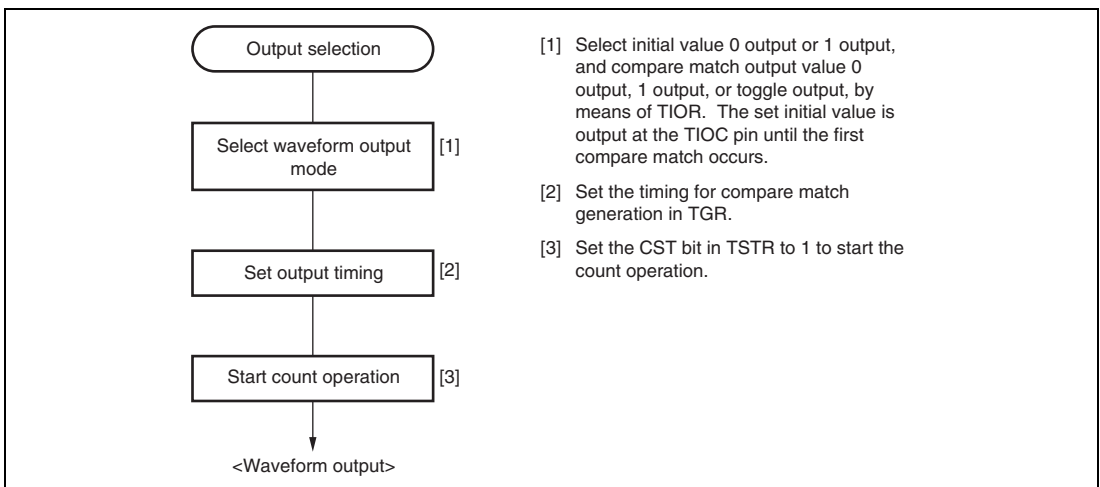 Output selection
Select waveform output
mode
[1]
Set output timing
[2]
Start count operation
[3]
<Waveform output>
[1] Select initial value 0 output or 1 output,
and compare match output value 0
output, 1 output, or toggle output, by
means of TIOR. The set initial value is
output at the TIOC pin until the first
compare match occurs.
[2] Set the timing for compare match
generation in TGR.
[3] Set the CST bit in TSTR to 1 to start the
count operation.